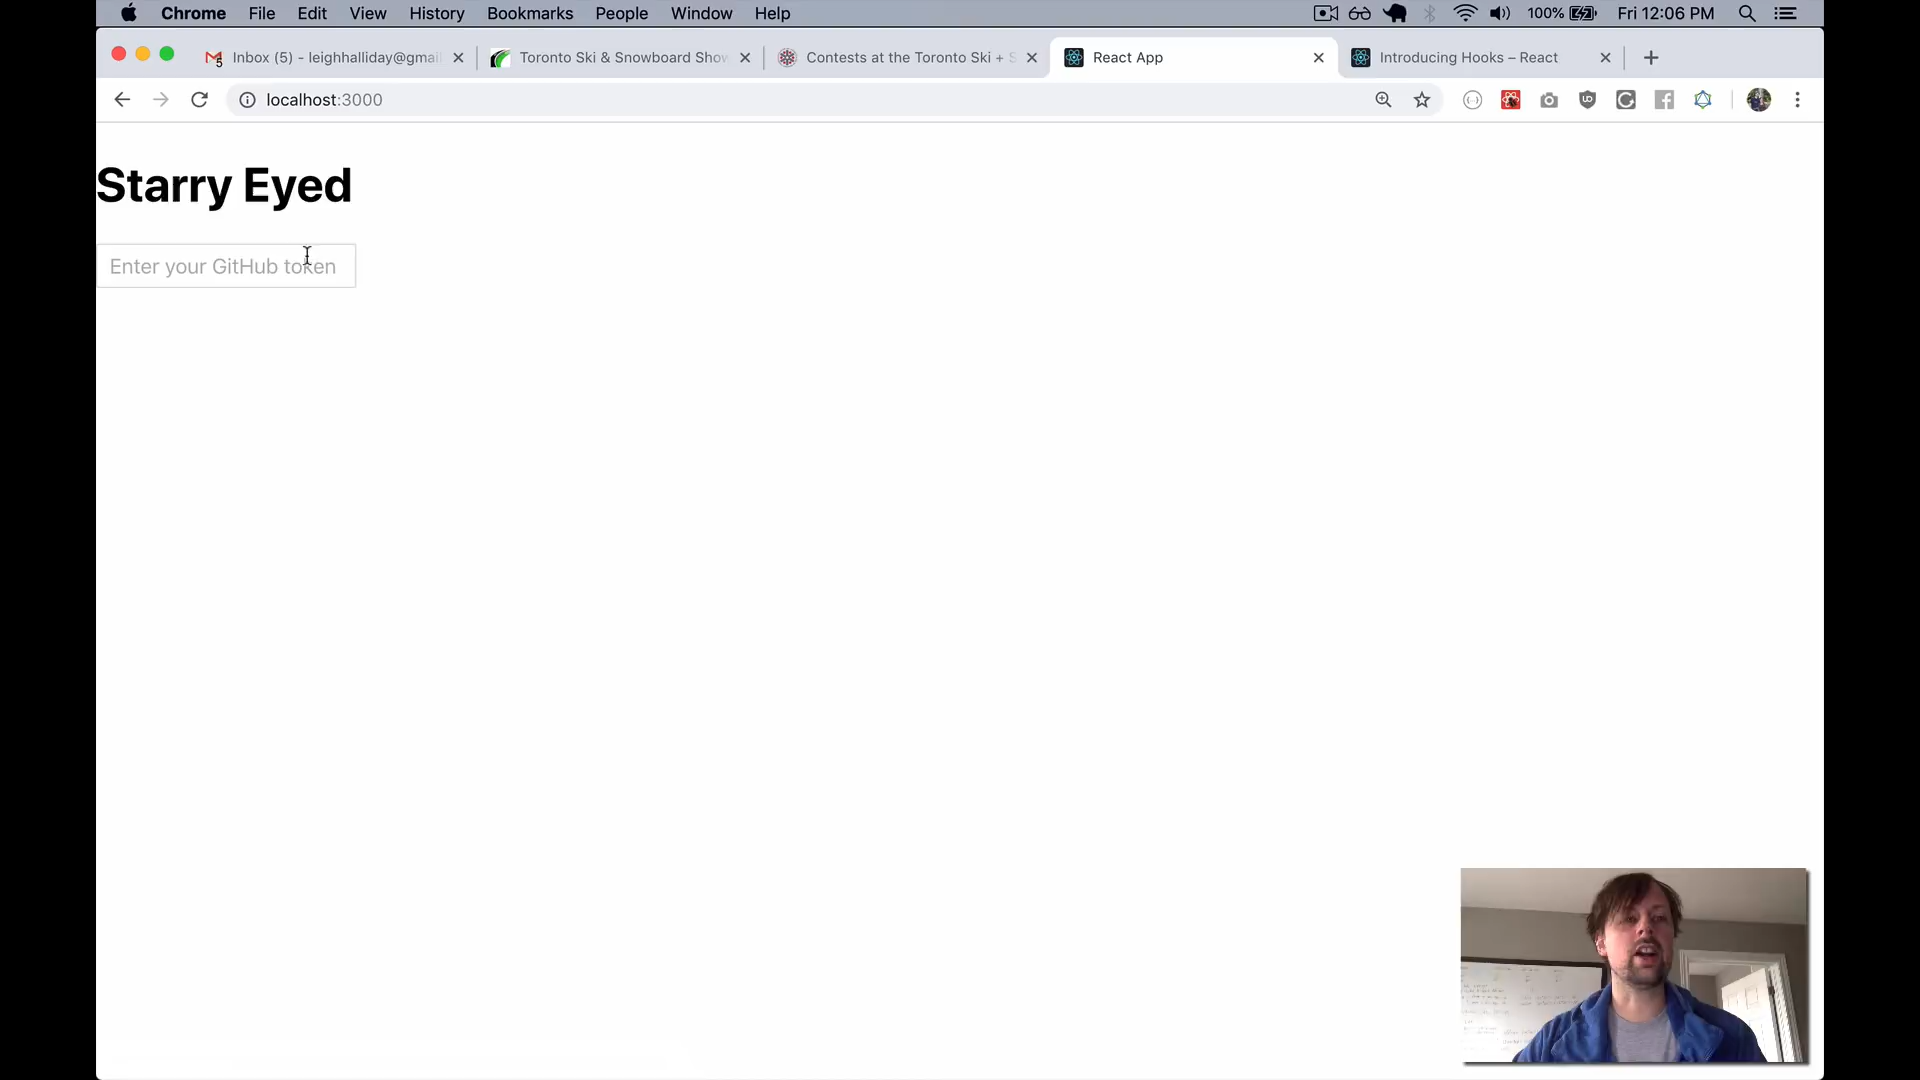 Chrome File Edit View History Bookmarks People Window Help 100% Fri 12:06 PM
Inbox (5) - leighhalliday@gmai Toronto Ski & Snowboard Show Contests at the Toronto Ski + S React App Introducing Hooks – React
localhost:3000
Starry Eyed
Enter your GitHub token